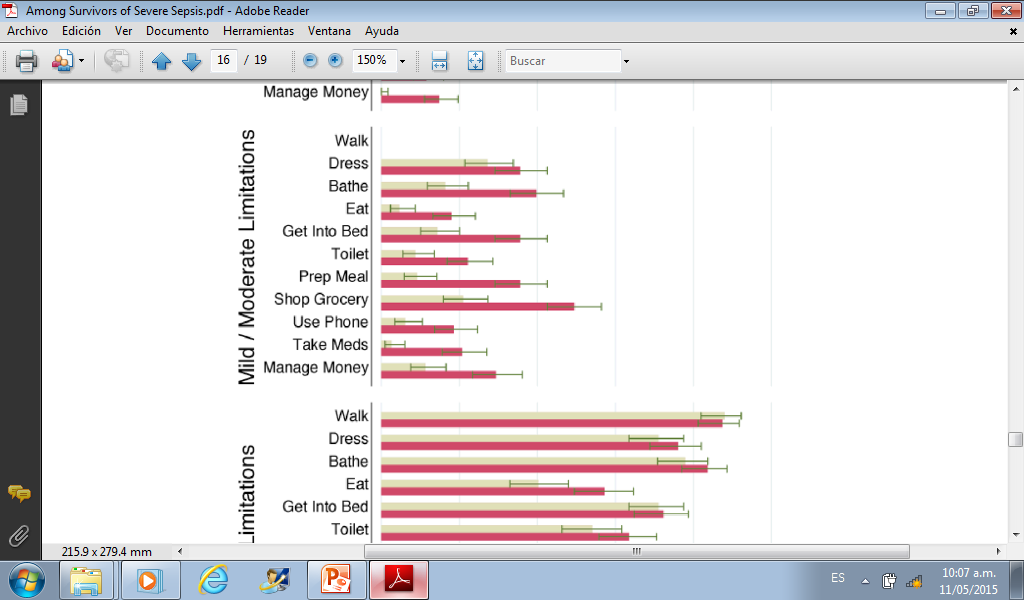 Among Survivors of Severe Sepsis.pdf - Adobe Reader
Archivo Edición Ver Documento Herramientas Ventana Ayuda
16 / 19 150% Buscar
Manage Money
Mild / Moderate Limitations
Walk
Dress
Bathe
Eat
Get Into Bed
Toilet
Prep Meal
Shop Grocery
Use Phone
Take Meds
Manage Money
Limitations
Walk
Dress
Bathe
Eat
Get Into Bed
Toilet
215.9 x 279.4 mm
ES
10:07 a.m.
11/05/2015